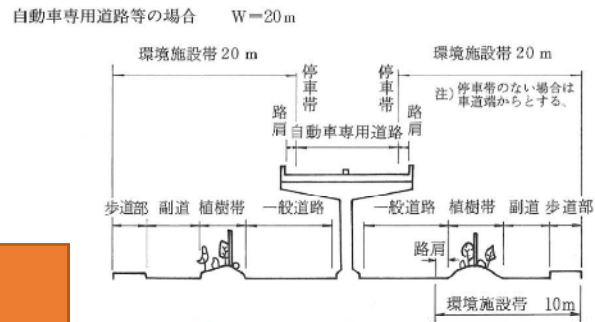 自動車専用道路等の場合　W＝20m
環境施設帯 20 m
環境施設帯 20 m
停車帯
停車帯
注) 停車帯のない場合は
車道端からとする。
路肩
自動車専用道路
路肩
歩道部 副道 植樹帯 一般道路
一般道路 植樹帯 副道 歩道部
路肩
環境施設帯 10m